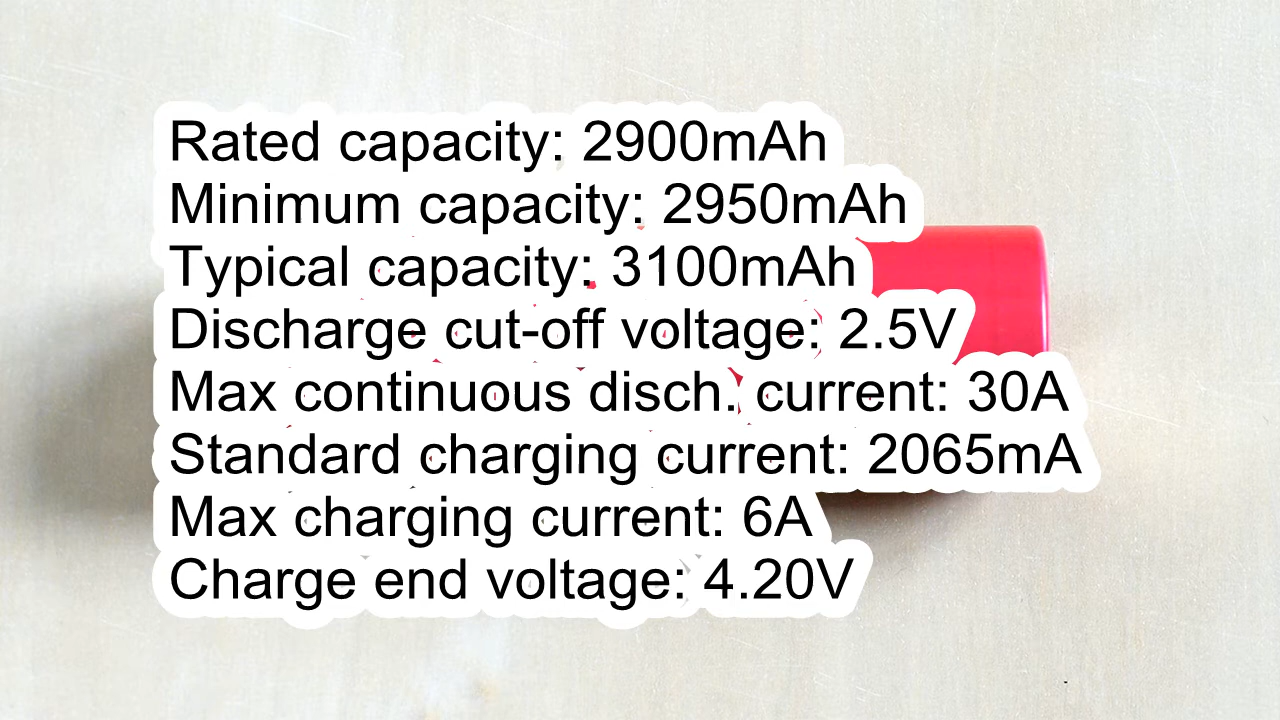 Rated capacity: 2900mAh
Minimum capacity: 2950mAh
Typical capacity: 3100mAh
Discharge cut-off voltage: 2.5V
Max continuous disch. current: 30A
Standard charging current: 2065mA
Max charging current: 6A
Charge end voltage: 4.20V